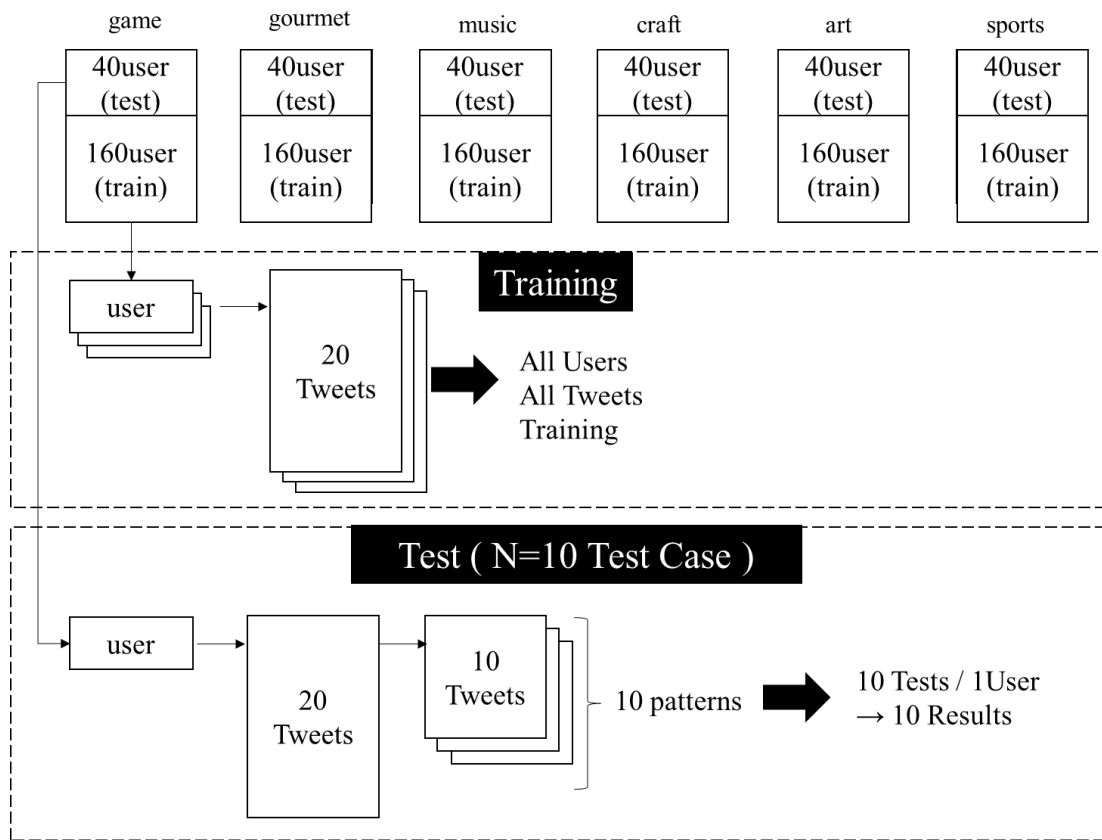 game
gourmet
music
craft
art
sports
40user
(test)
40user
(test)
40user
(test)
40user
(test)
40user
(test)
40user
(test)
160user
(train)
160user
(train)
160user
(train)
160user
(train)
160user
(train)
160user
(train)
Training
user
20
Tweets
All Users
All Tweets
Training
Test ( N=10 Test Case )
user
20
Tweets
10
Tweets
10 patterns
10 Tests / 1User
→ 10 Results